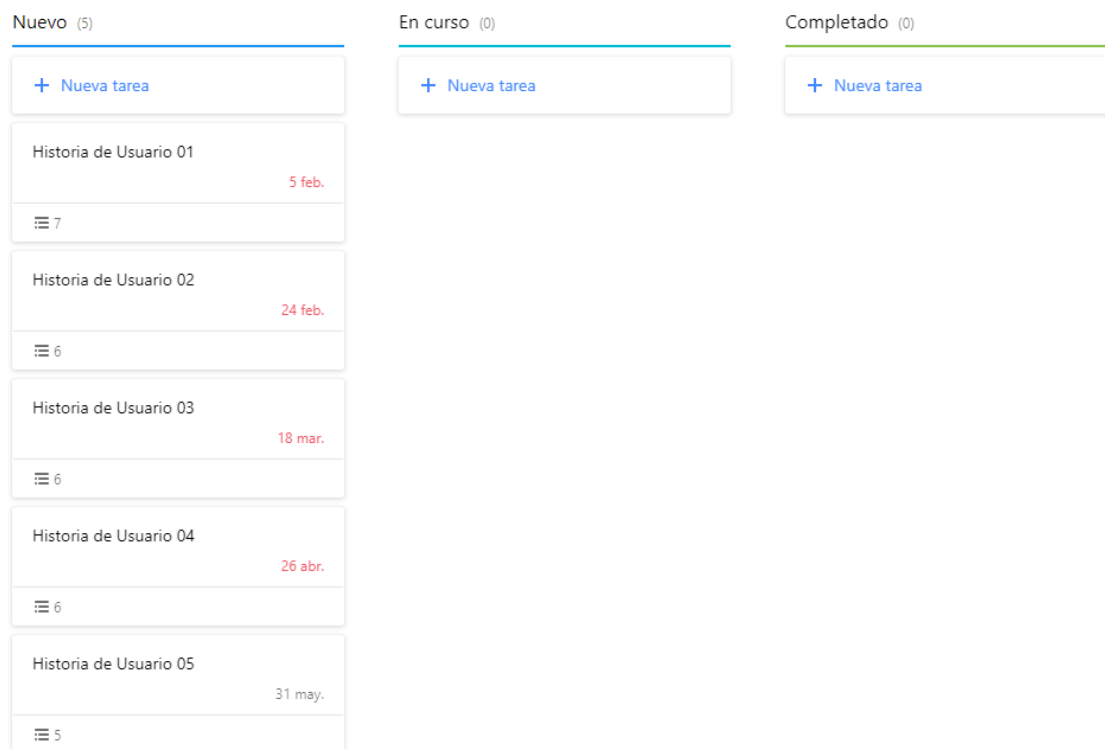 Nuevo (5)
En curso (0)
Completado (0)
+ Nueva tarea
+ Nueva tarea
+ Nueva tarea
Historia de Usuario 01
5 feb.
7
Historia de Usuario 02
24 feb.
6
Historia de Usuario 03
18 mar.
6
Historia de Usuario 04
26 abr.
6
Historia de Usuario 05
31 may.
5